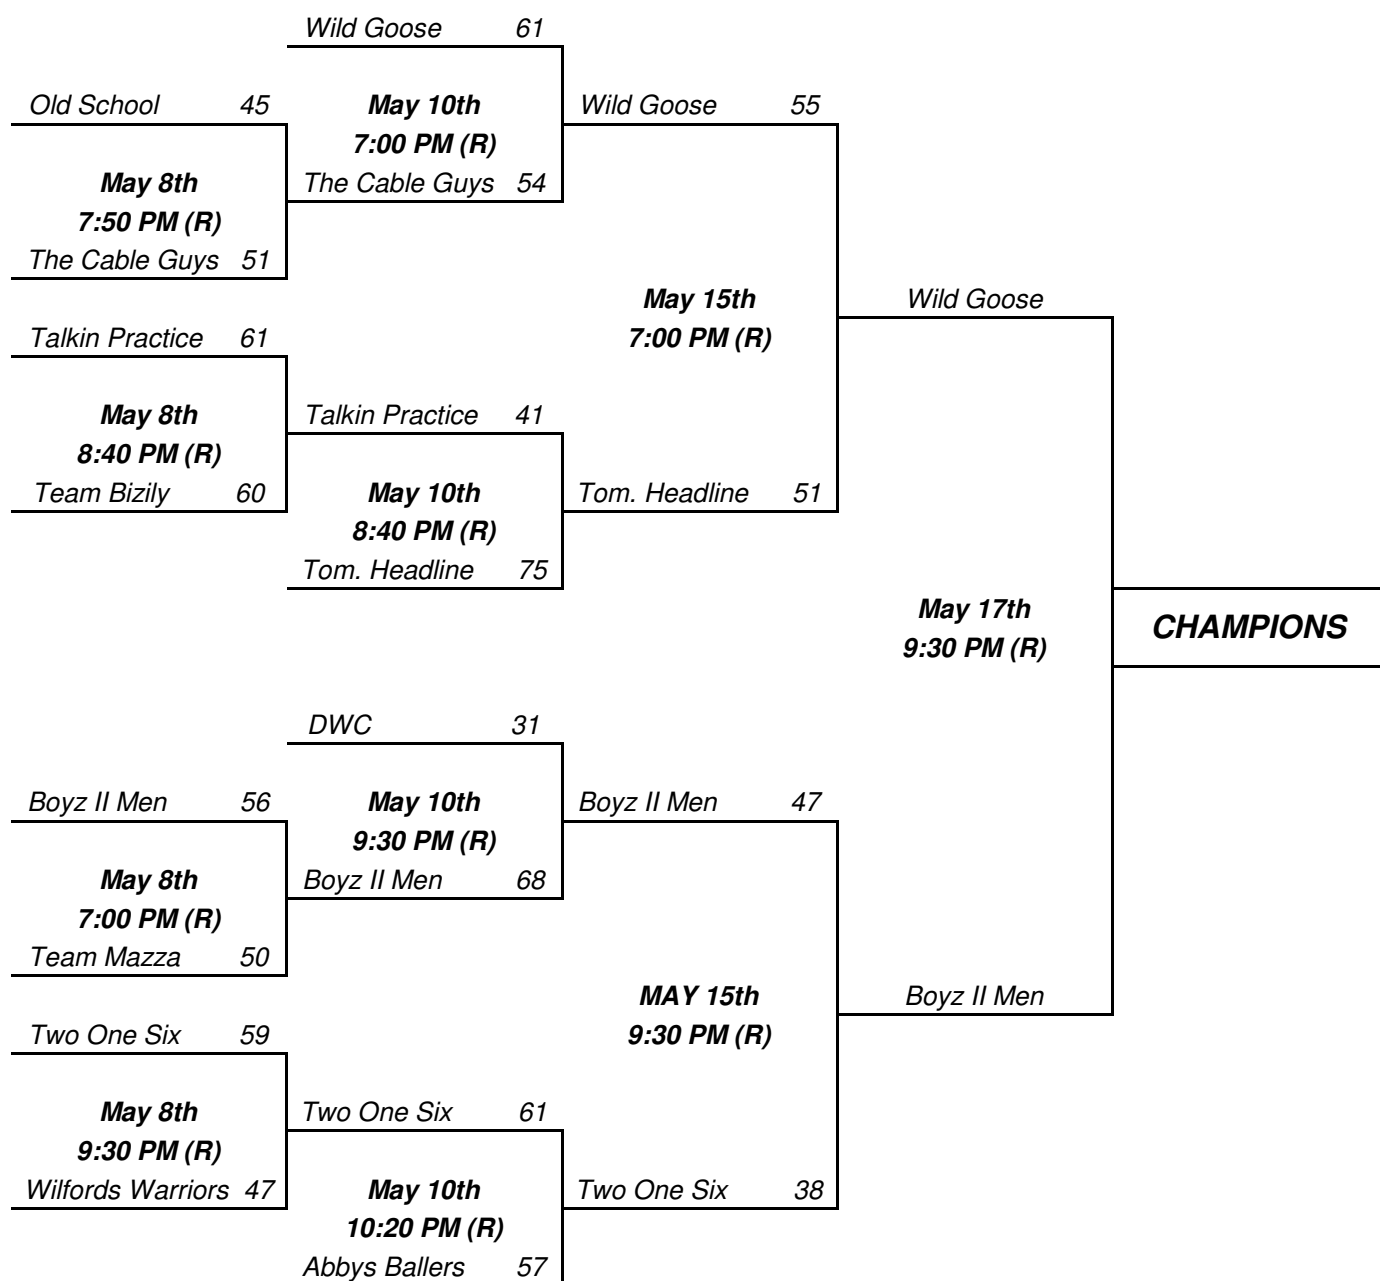 Wild Goose 61
Old School 45 May 10th Wild Goose 55
7:00 PM (R)
May 8th The Cable Guys 54
7:50 PM (R)
The Cable Guys 51
May 15th Wild Goose
Talkin Practice 61 7:00 PM (R)
May 8th Talkin Practice 41
8:40 PM (R)
Team Bizily 60 May 10th Tom. Headline 51
8:40 PM (R)
Tom. Headline 75
May 17th CHAMPIONS
9:30 PM (R)
DWC 31
Boyz II Men 56 May 10th Boyz II Men 47
9:30 PM (R)
May 8th Boyz II Men 68
7:00 PM (R)
Team Mazza 50
MAY 15th Boyz II Men
Two One Six 59 9:30 PM (R)
May 8th Two One Six 61
9:30 PM (R)
Wilfords Warriors 47 May 10th Two One Six 38
10:20 PM (R)
Abbys Ballers 57